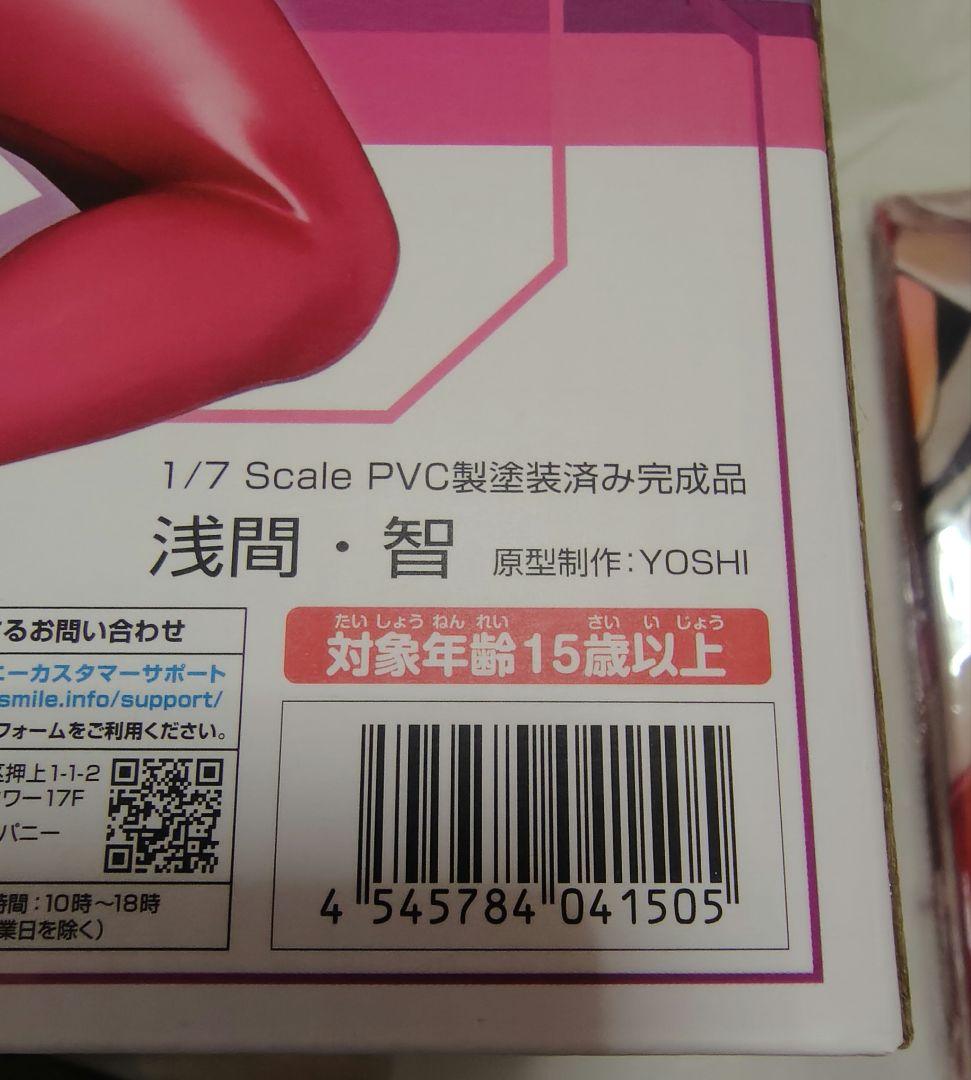 1/7 Scale PVC製塗装済み完成品
浅間・智 原型制作:YOSHI
るお問い合わせ
ニーカスタマーサポート
smile.info/support/
フォームをご利用ください。
区押上1-1-2
ワー17F
パニー
時間:10時～18時
業日を除く)
たいしょうねんれい さいいじょう
対象年齢15歳以上
4 545784 041505